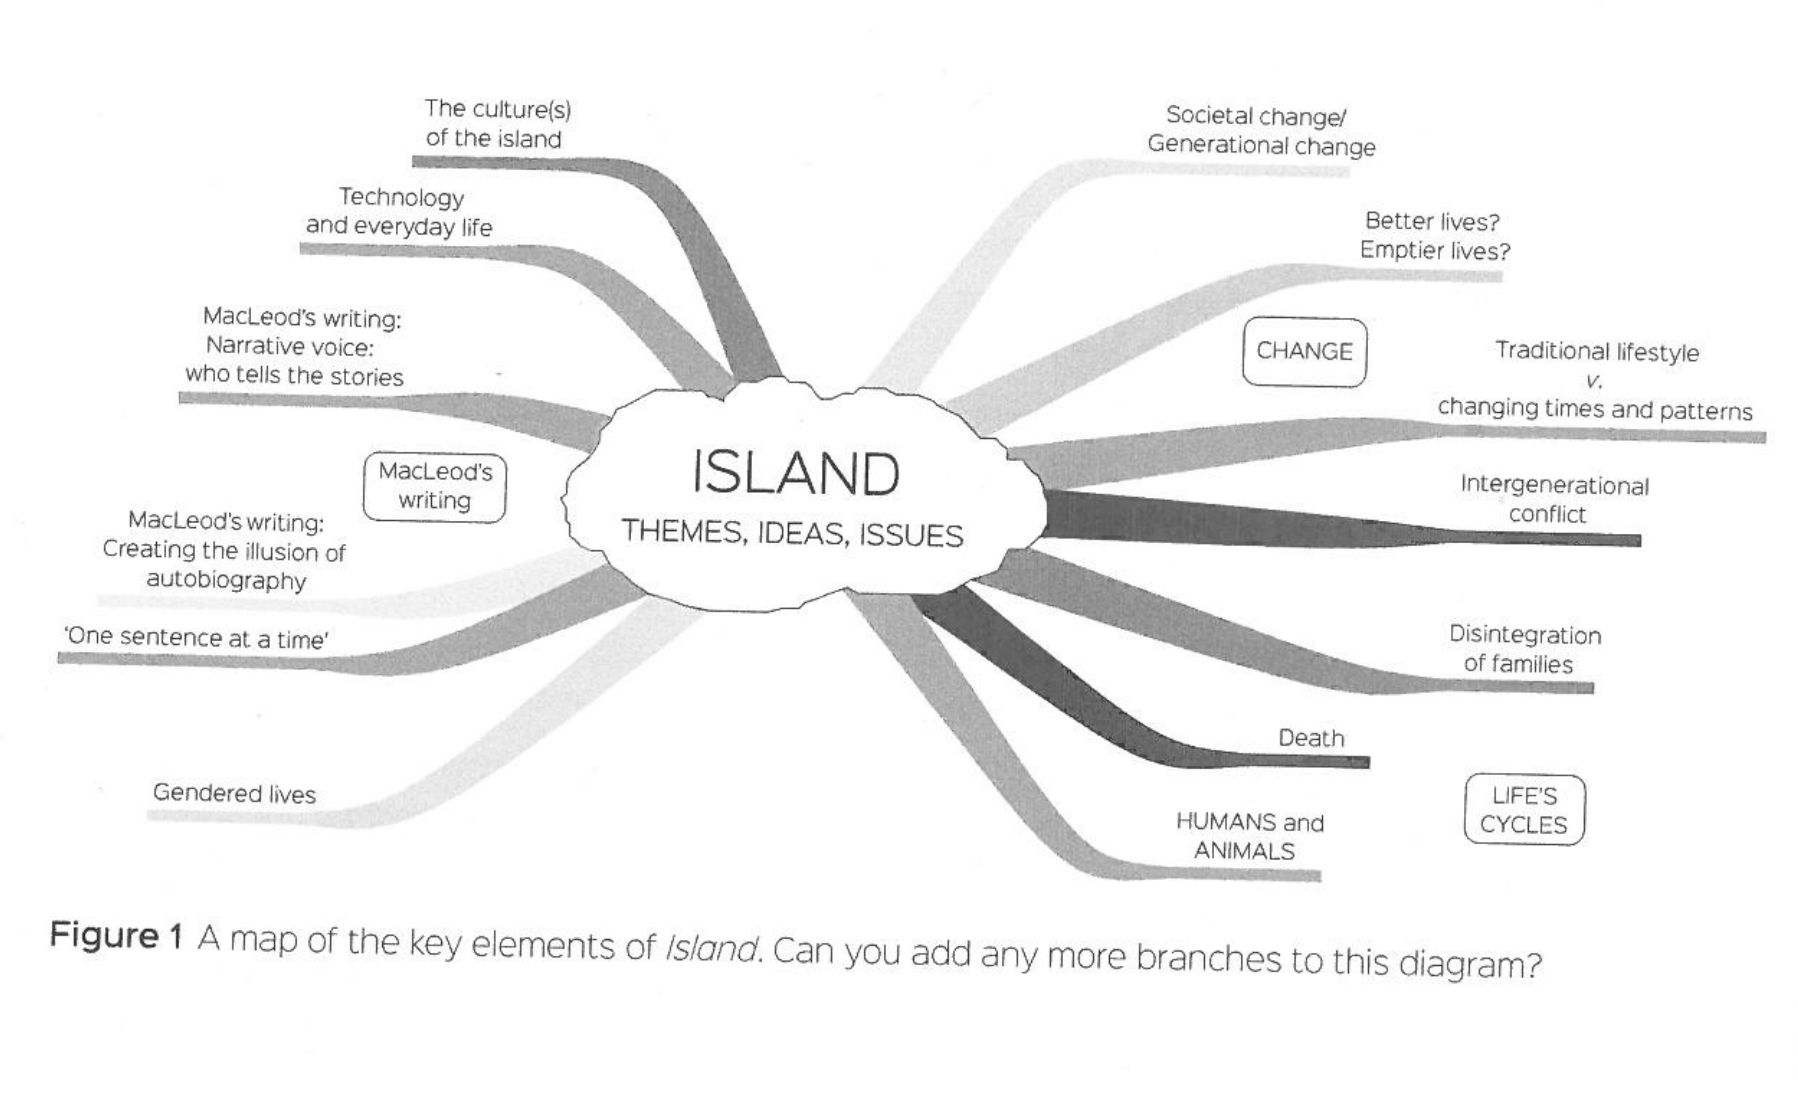 The culture(s)
of the island
Technology
and everyday life
MacLeod's writing:
Narrative voice:
who tells the stories
MacLeod's
writing
MacLeod's writing:
Creating the illusion of
autobiography
'One sentence at a time'
Gendered lives
ISLAND
THEMES, IDEAS, ISSUES
Societal change/
Generational change
Better lives?
Emptier lives?
CHANGE
Traditional lifestyle
v.
changing times and patterns
Intergenerational
conflict
Disintegration
of families
Death
LIFE'S
CYCLES
HUMANS and
ANIMALS
Figure 1 A map of the key elements of Island. Can you add any more branches to this diagram?